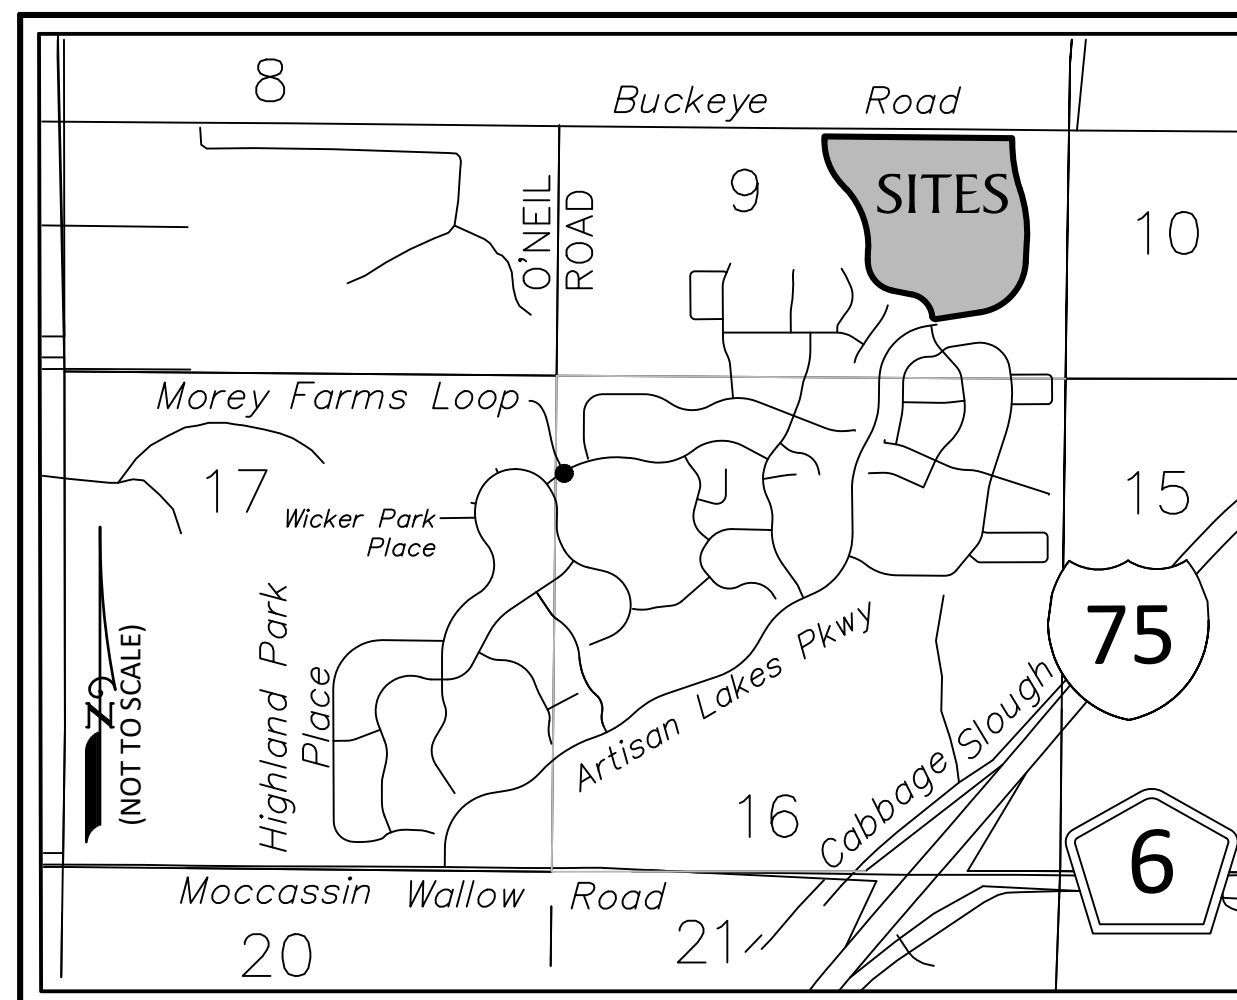 8
Buckeye Road
9
SITES
O'NEIL
ROAD
10
Morey Farms Loop
17
15
Wicker Park
Place
75
Highland Park
Place
N
(NOT TO SCALE)
Artisan Lakes Pkwy
Cabbage Slough
16
6
Moccassin Wallow Road
20
21